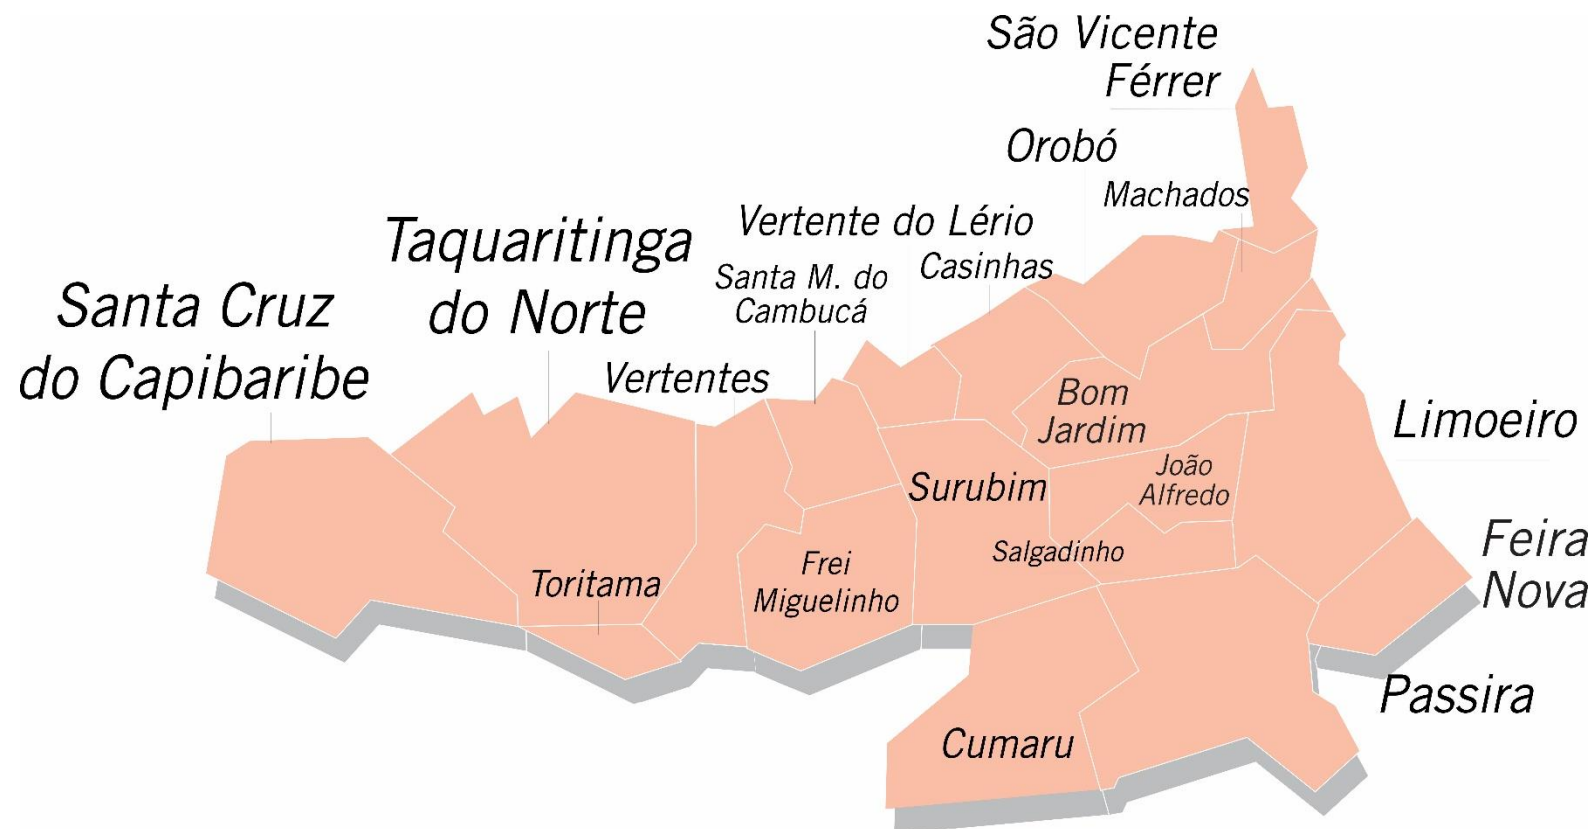 São Vicente
Férrer
Orobó
Machados
Vertente do Lério
Casinhas
Santa M. do
Cambucá
Taquaritinga
do Norte
Vertentes
Santa Cruz
do Capibaribe
Bom
Jardim
Limoeiro
João
Alfredo
Surubim
Salgadinho
Feira
Nova
Frei
Miguelinho
Toritama
Passira
Cumaru